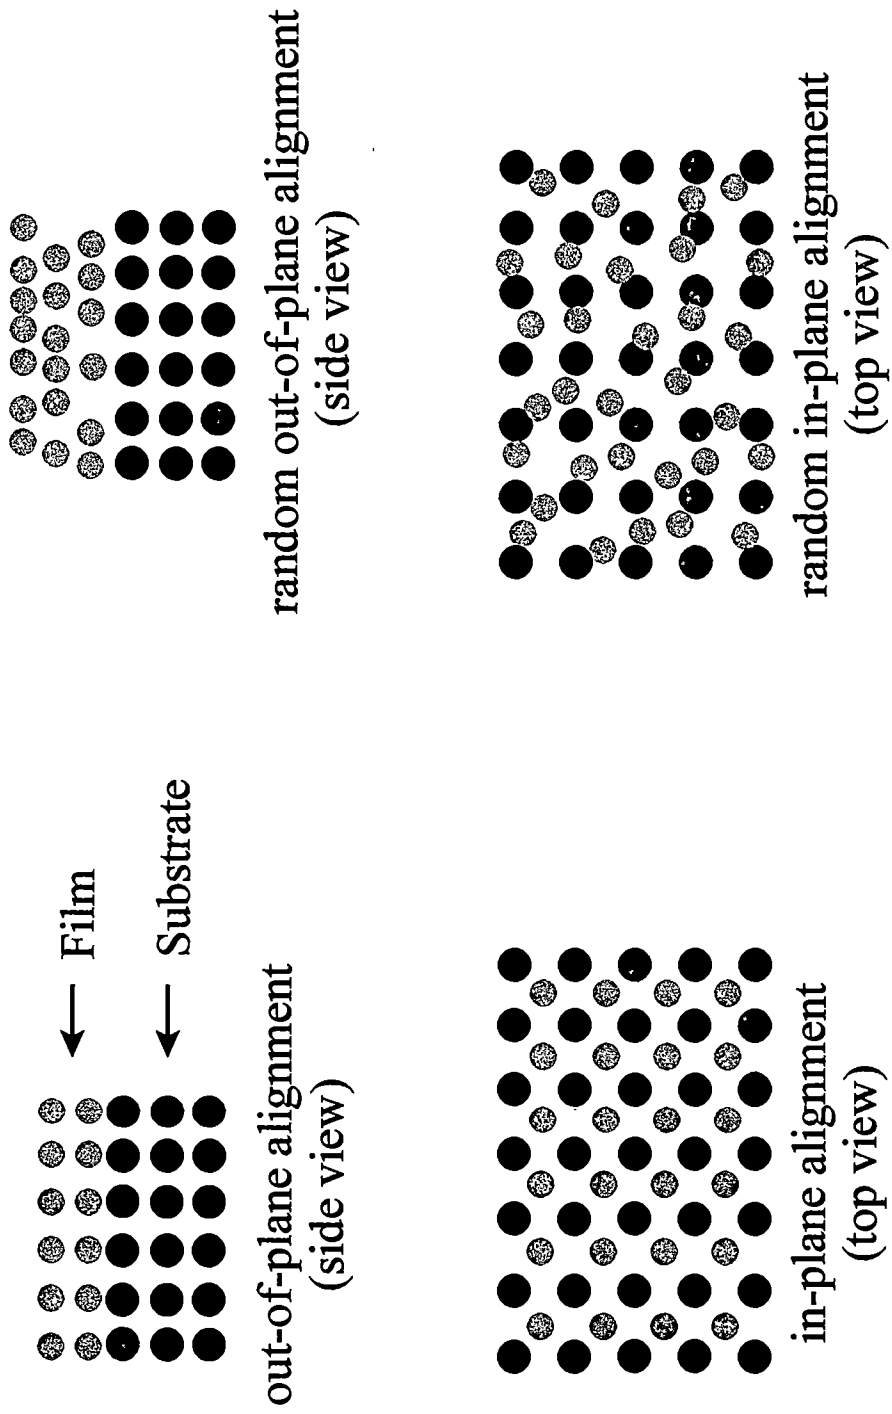 Film
Substrate
out-of-plane alignment
(side view)
random out-of-plane alignment
(side view)
in-plane alignment
(top view)
random in-plane alignment
(top view)